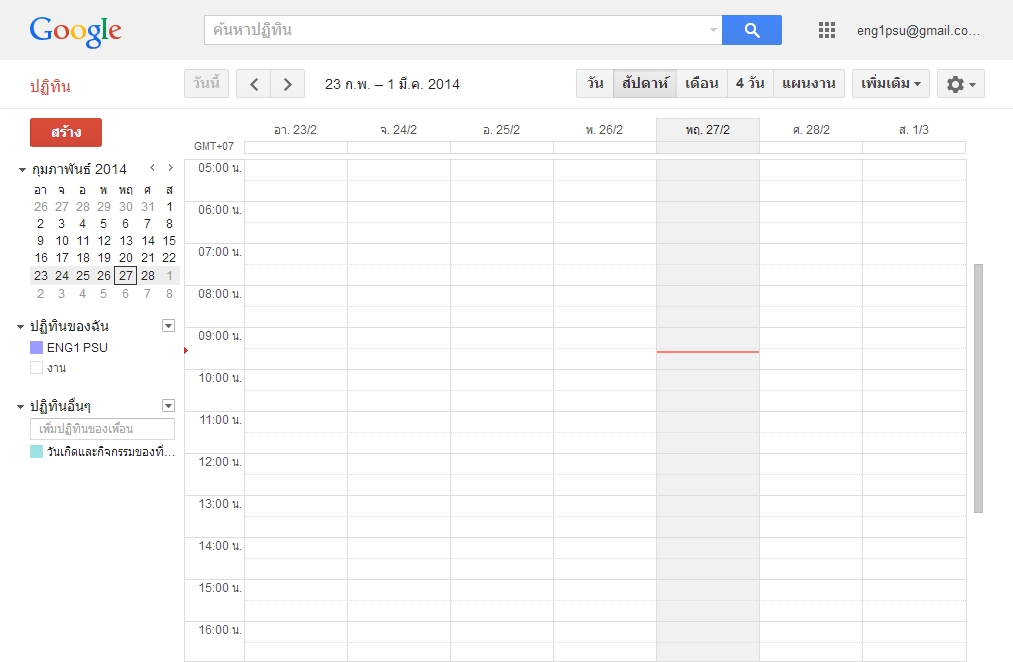 Google
ค้นหาปฏิทิน
eng1psu@gmail.co...
ปฏิทิน
วันนี้
23 ก.พ. – 1 มี.ค. 2014
วัน สัปดาห์ เดือน 4 วัน แผนงาน เพิ่มเติม
สร้าง
กุมภาพันธ์ 2014
อา จ อ พ พฤ ศ ส
26 27 28 29 30 31 1
2 3 4 5 6 7 8
9 10 11 12 13 14 15
16 17 18 19 20 21 22
23 24 25 26 27 28 1
2 3 4 5 6 7 8
ปฏิทินของฉัน
ENG1 PSU
งาน
ปฏิทินอื่นๆ
เพิ่มปฏิทินของเพื่อน
วันเกิดและกิจกรรมของที่...
อา. 23/2 จ. 24/2 อ. 25/2 พ. 26/2 พฤ. 27/2 ศ. 28/2 ส. 1/3
GMT+07
05:00 น.
06:00 น.
07:00 น.
08:00 น.
09:00 น.
10:00 น.
11:00 น.
12:00 น.
13:00 น.
14:00 น.
15:00 น.
16:00 น.